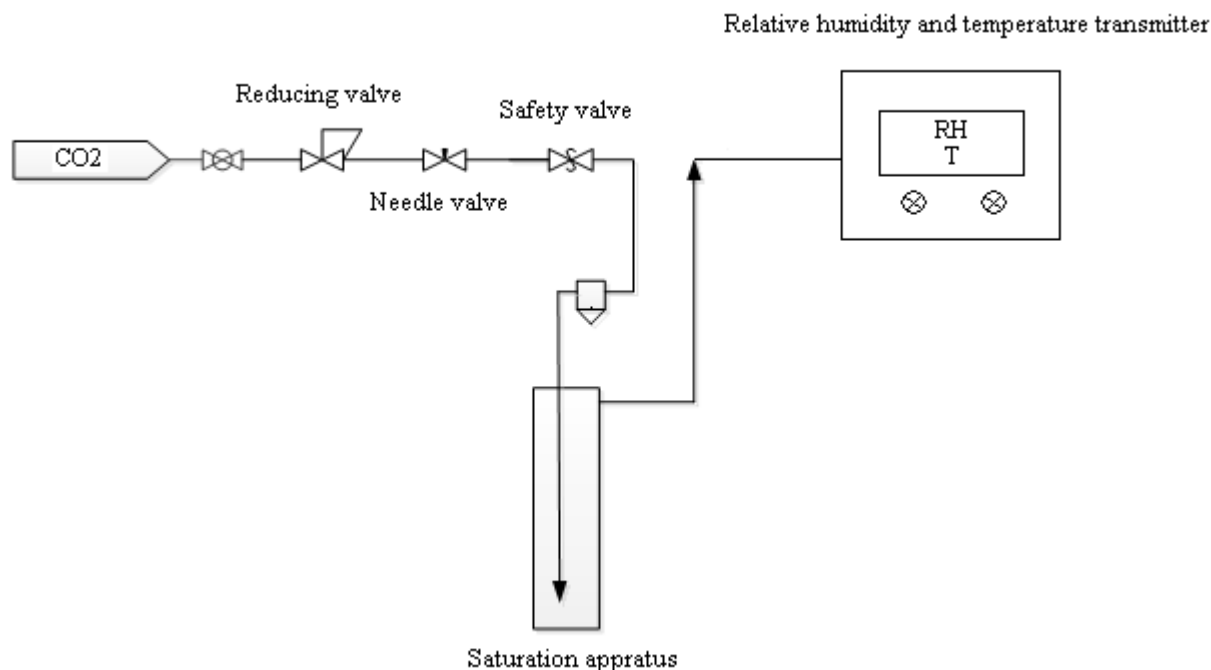 Relative humidity and temperature transmitter
Reducing valve
Safety valve
CO2
Needle valve
RH
T
Saturation appratus